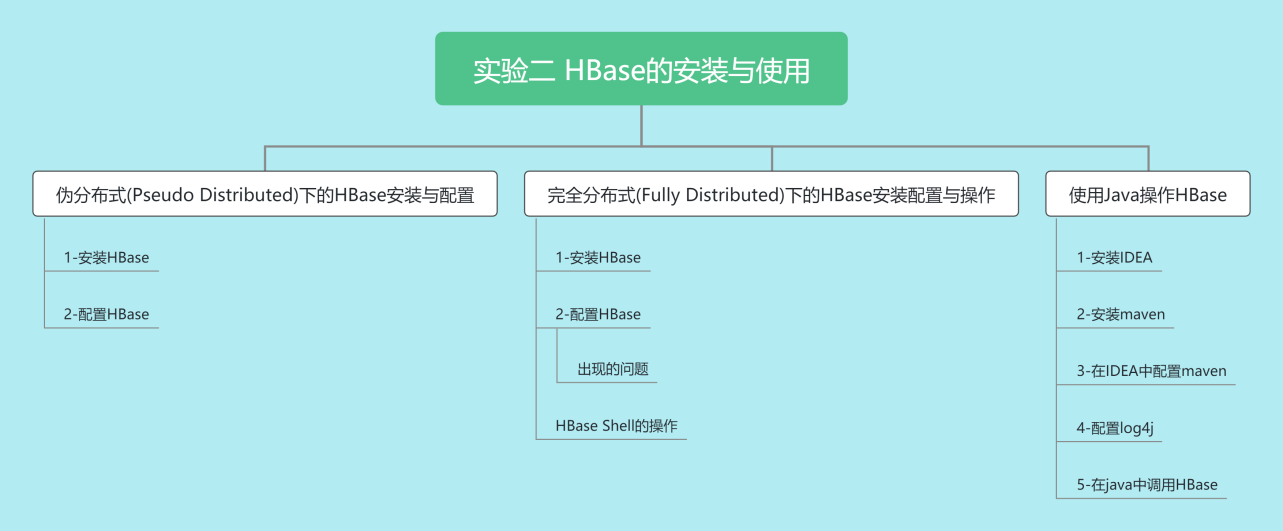 实验二 HBase的安装与使用
伪分布式(Pseudo Distributed)下的HBase安装与配置
1-安装HBase
2-配置HBase
完全分布式(Fully Distributed)下的HBase安装配置与操作
1-安装HBase
2-配置HBase
出现的问题
HBase Shell的操作
使用Java操作HBase
1-安装IDEA
2-安装maven
3-在IDEA中配置maven
4-配置log4j
5-在java中调用HBase